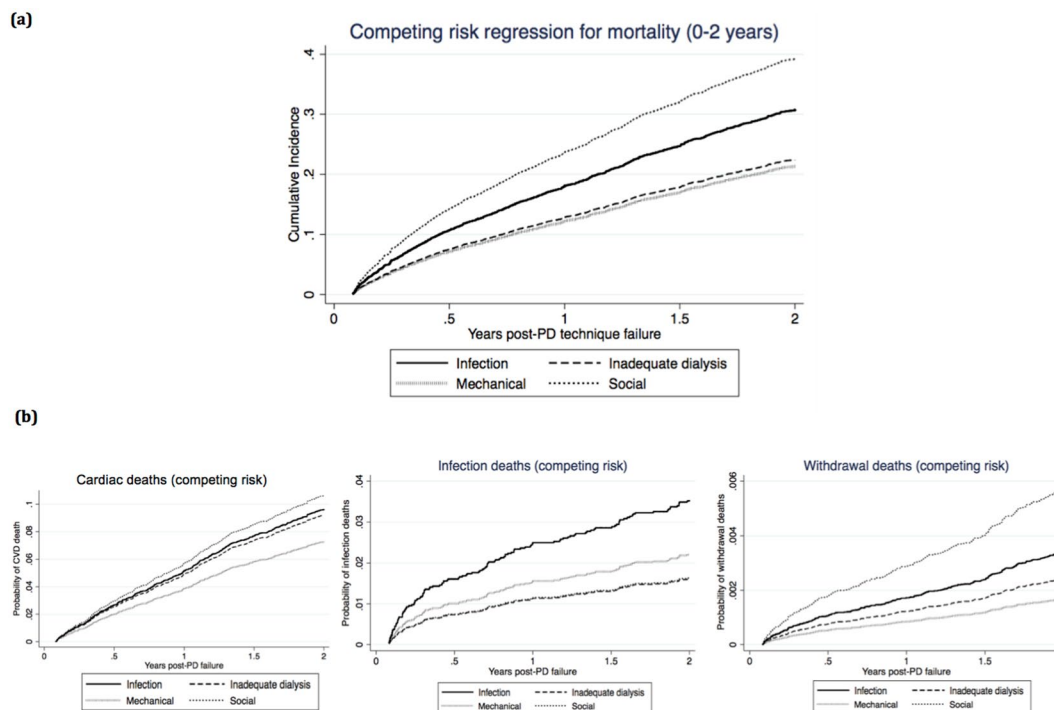 (a)
Competing risk regression for mortality (0-2 years)
Cumulative Incidence
.4
.3
.2
.1
0
0 .5 1 1.5 2
Years post-PD technique failure
Infection Inadequate dialysis
Mechanical Social
(b)
Cardiac deaths (competing risk)
Probability of CVD death
.1
.08
.06
.04
.02
0
0 .5 1 1.5 2
Years post-PD failure
Infection Inadequate dialysis
Mechanical Social
Infection deaths (competing risk)
Probability of infection deaths
.04
.03
.02
.01
0
0 .5 1 1.5 2
Years post-PD failure
Infection Inadequate dialysis
Mechanical Social
Withdrawal deaths (competing risk)
Probability of withdrawal deaths
.006
.004
.002
0
0 .5 1 1.5 2
Years post-PD failure
Infection Inadequate dialysis
Mechanical Social